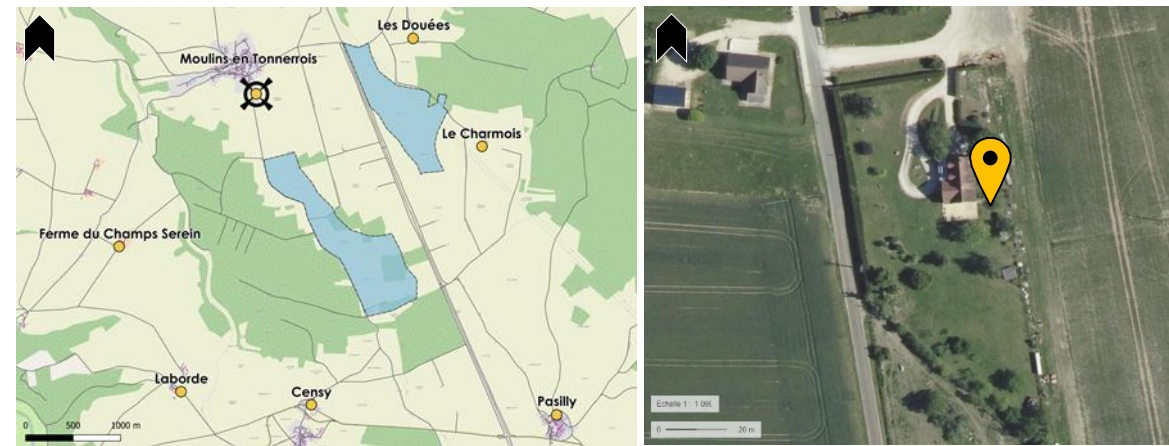 Les Douées
Moulins en Tonnerrois
Le Charmois
Ferme du Champs Serein
Laborde
Censy
Pasilly
0 500 1000 m
Échelle 1 : 1 066
0 20 m